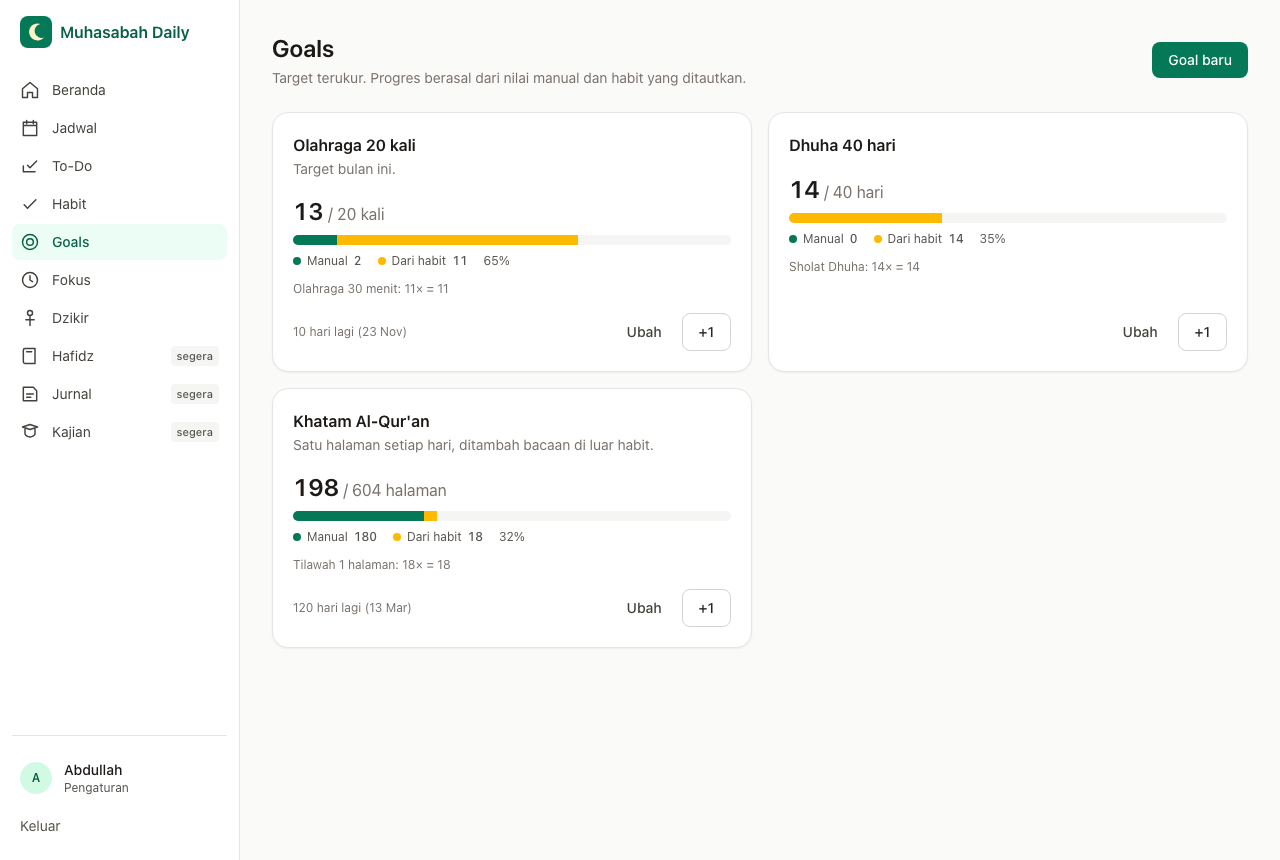 Muhasabah Daily
Beranda
Jadwal
To-Do
Habit
Goals
Fokus
Dzikir
Hafidz segera
Jurnal segera
Kajian segera
A
Abdullah
Pengaturan
Keluar
Goals
Target terukur. Progres berasal dari nilai manual dan habit yang ditautkan.
Goal baru
Olahraga 20 kali
Target bulan ini.
13 / 20 kali
Manual 2 Dari habit 11 65%
Olahraga 30 menit: 11× = 11
10 hari lagi (23 Nov) Ubah +1
Dhuha 40 hari
14 / 40 hari
Manual 0 Dari habit 14 35%
Sholat Dhuha: 14× = 14
Ubah +1
Khatam Al-Qur'an
Satu halaman setiap hari, ditambah bacaan di luar habit.
198 / 604 halaman
Manual 180 Dari habit 18 32%
Tilawah 1 halaman: 18× = 18
120 hari lagi (13 Mar) Ubah +1